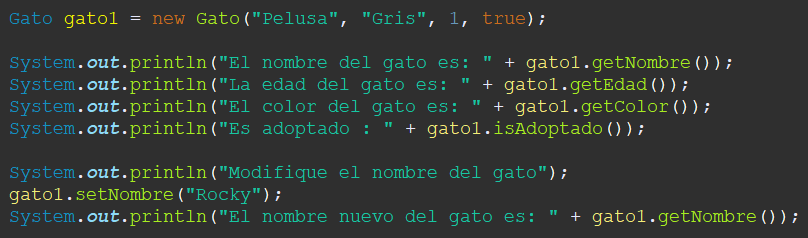 Gato gato1 = new Gato("Pelusa", "Gris", 1, true);
System.out.println("El nombre del gato es: " + gato1.getNombre());
System.out.println("La edad del gato es: " + gato1.getEdad());
System.out.println("El color del gato es: " + gato1.getColor());
System.out.println("Es adoptado : " + gato1.isAdoptado());
System.out.println("Modifique el nombre del gato");
gato1.setNombre("Rocky");
System.out.println("El nombre nuevo del gato es: " + gato1.getNombre());